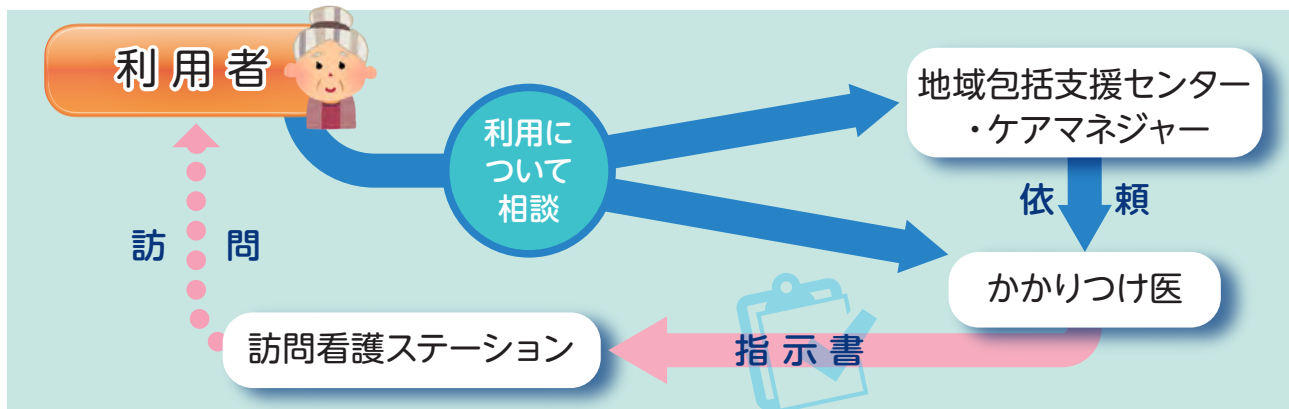 利用者
利用に
ついて
相談
地域包括支援センター
・ケアマネジャー
依頼
かかりつけ医
指示書
訪問看護ステーション
訪問